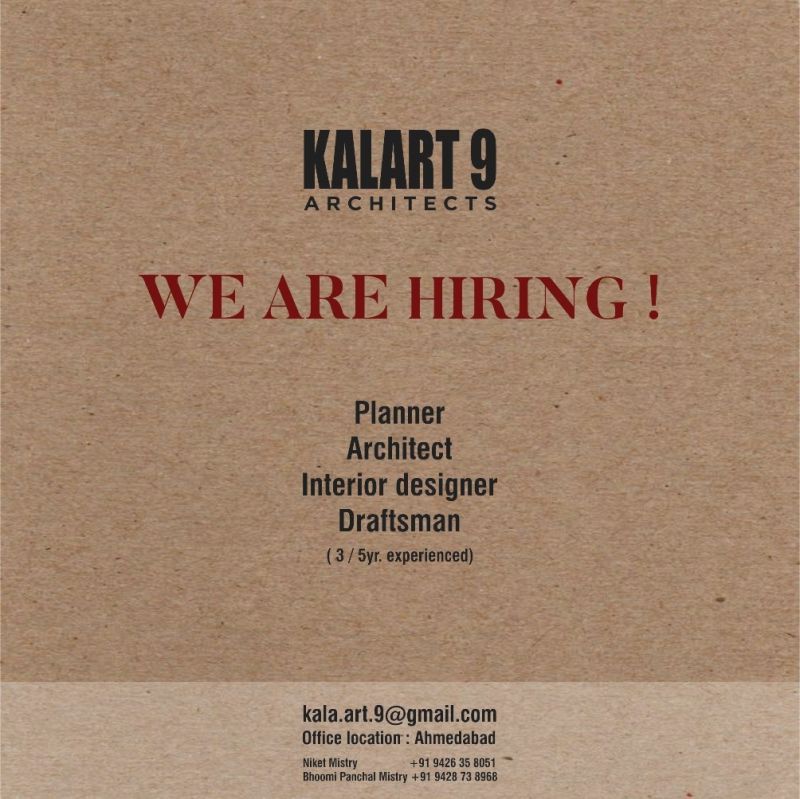 KALART 9
ARCHITECTS
WE ARE HIRING !
Planner
Architect
Interior designer
Draftsman
( 3 / 5yr. experienced)
kala.art.9@gmail.com
Office location : Ahmedabad
Niket Mistry +91 9426 35 8051
Bhoomi Panchal Mistry +91 9428 73 8968